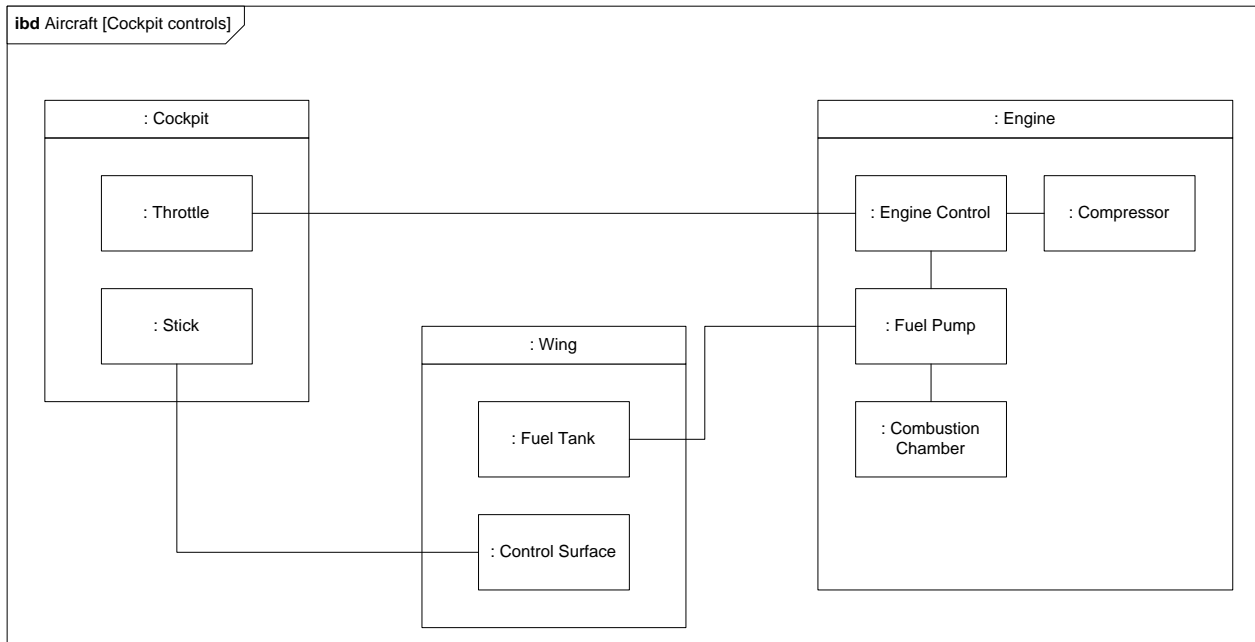 ibd Aircraft [Cockpit controls]
: Cockpit
: Throttle
: Stick
: Wing
: Fuel Tank
: Control Surface
: Engine
: Engine Control
: Compressor
: Fuel Pump
: Combustion
Chamber